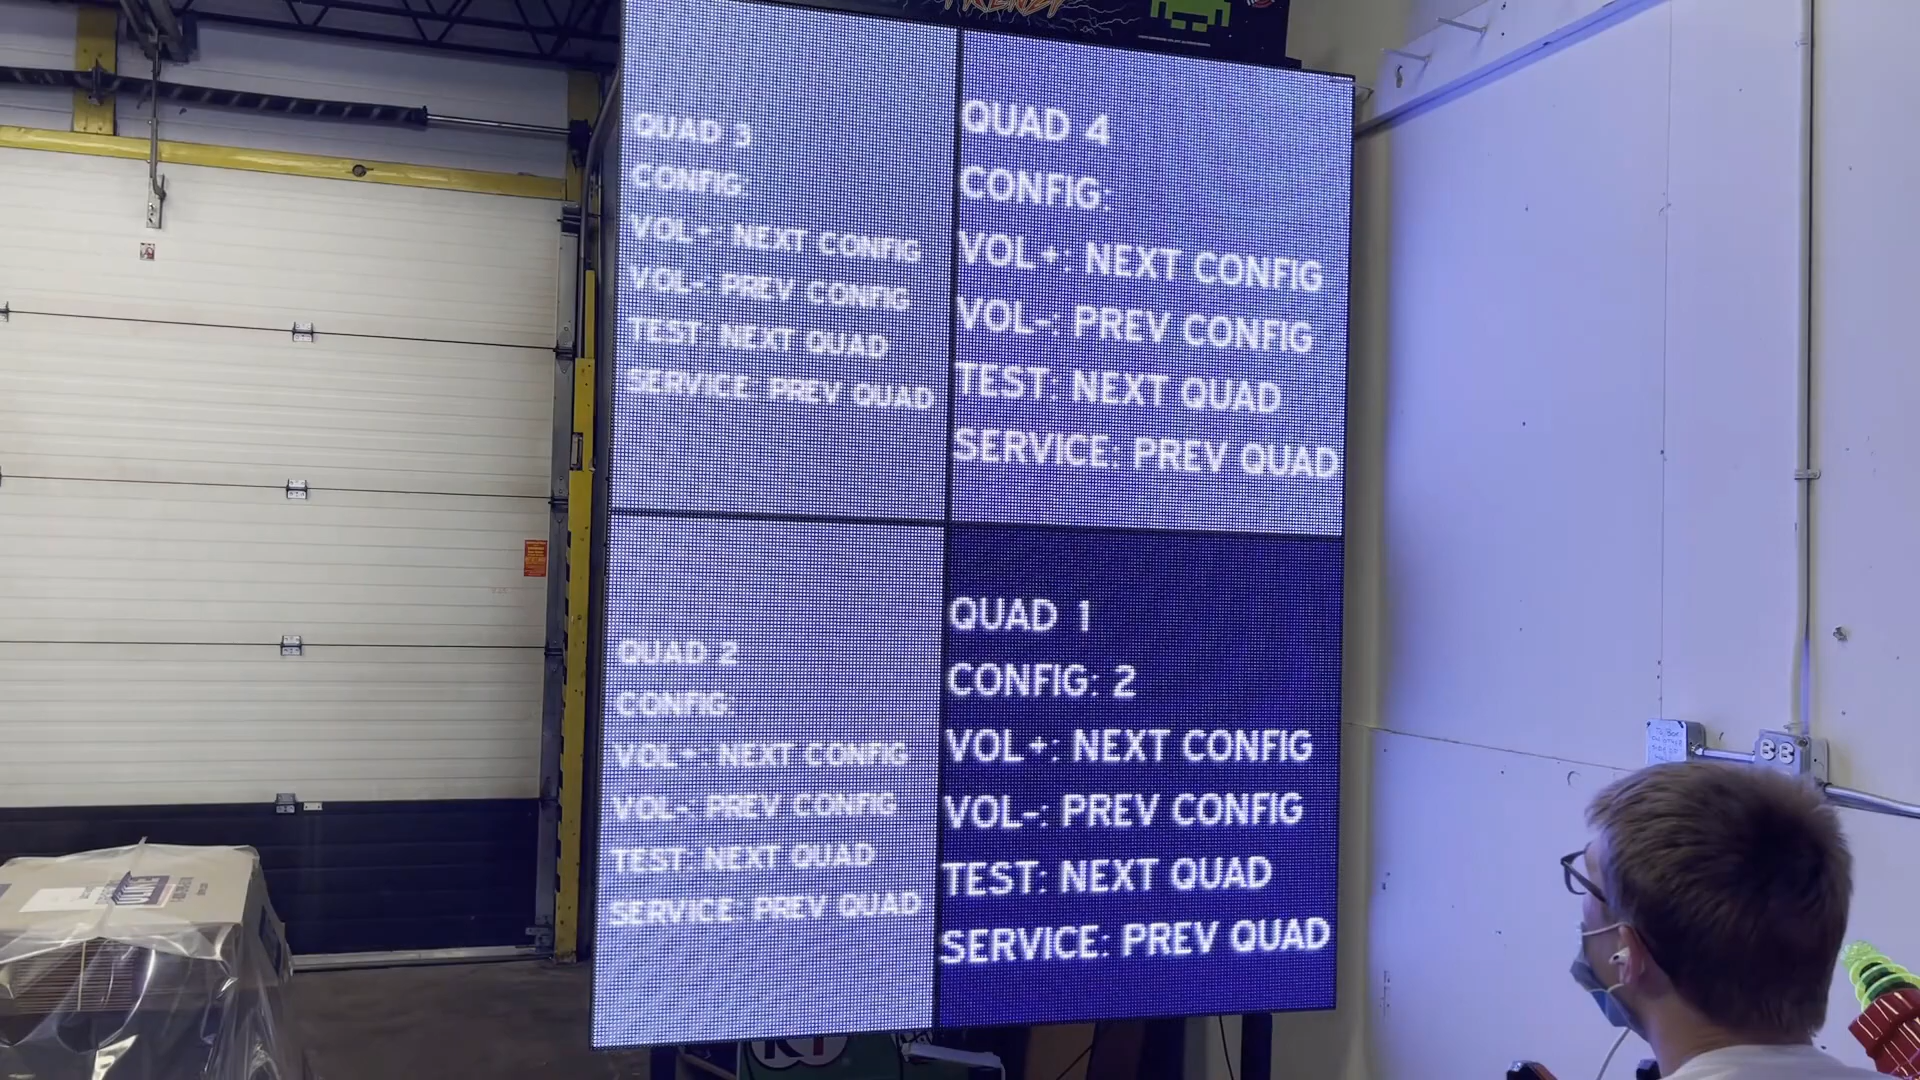 FRENZY
QUAD 3
CONFIG:
VOL+: NEXT CONFIG
VOL-: PREV CONFIG
TEST: NEXT QUAD
SERVICE: PREV QUAD
QUAD 4
CONFIG:
VOL+: NEXT CONFIG
VOL-: PREV CONFIG
TEST: NEXT QUAD
SERVICE: PREV QUAD
QUAD 2
CONFIG:
VOL+: NEXT CONFIG
VOL-: PREV CONFIG
TEST: NEXT QUAD
SERVICE: PREV QUAD
QUAD 1
CONFIG: 2
VOL+: NEXT CONFIG
VOL-: PREV CONFIG
TEST: NEXT QUAD
SERVICE: PREV QUAD